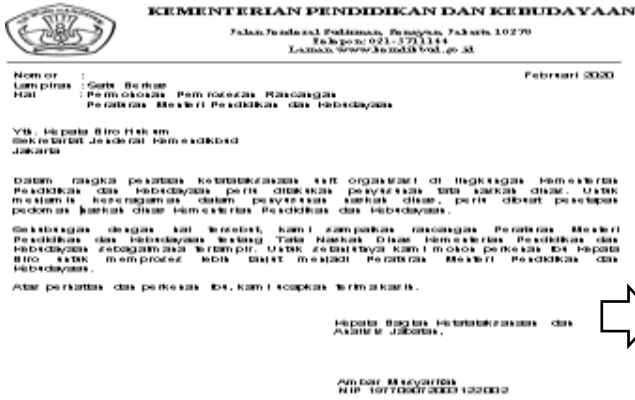 KEMENTERIAN PENDIDIKAN DAN KEBUDAYAAN
Jalan Jenderal Sudirman, Senayan, Jakarta 10270
Telepon: 021-5711144
Laman: www.kemdikbud.go.id
Nomor : Februari 2020
Lampiran : Satu Berkas
Hal : Permohonan Pemrosesan Rancangan
Peraturan Menteri Pendidikan dan Kebudayaan
Yth. Kepala Biro Hukum
Sekretariat Jenderal Kemendikbud
Jakarta
Dalam rangka penataan ketatalaksanaan unit organisasi di lingkungan Kementerian
Pendidikan dan Kebudayaan perlu dilakukan penyusunan tata naskah dinas. Untuk
menjamin keseragaman dalam penyusunan naskah dinas, perlu dibuat penetapan
pedoman naskah dinas Kementerian Pendidikan dan Kebudayaan.
Sehubungan dengan hal tersebut, kami sampaikan rancangan Peraturan Menteri
Pendidikan dan Kebudayaan tentang Tata Naskah Dinas Kementerian Pendidikan dan
Kebudayaan sebagaimana terlampir. Untuk selanjutnya kami mohon perkenan Ibu Kepala
Biro untuk memproses lebih lanjut menjadi Peraturan Menteri Pendidikan dan
Kebudayaan.
Atas perhatian dan perkenan Ibu, kami ucapkan terima kasih.
Kepala Bagian Ketatalaksanaan dan
Analisis Jabatan,
NIP